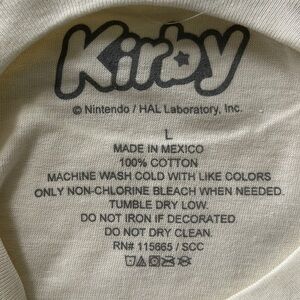 Kirby
© Nintendo / HAL Laboratory, Inc.
L
MADE IN MEXICO
100% COTTON
MACHINE WASH COLD WITH LIKE COLORS
ONLY NON-CHLORINE BLEACH WHEN NEEDED.
TUMBLE DRY LOW.
DO NOT IRON IF DECORATED.
DO NOT DRY CLEAN.
RN# 115665 / SCC